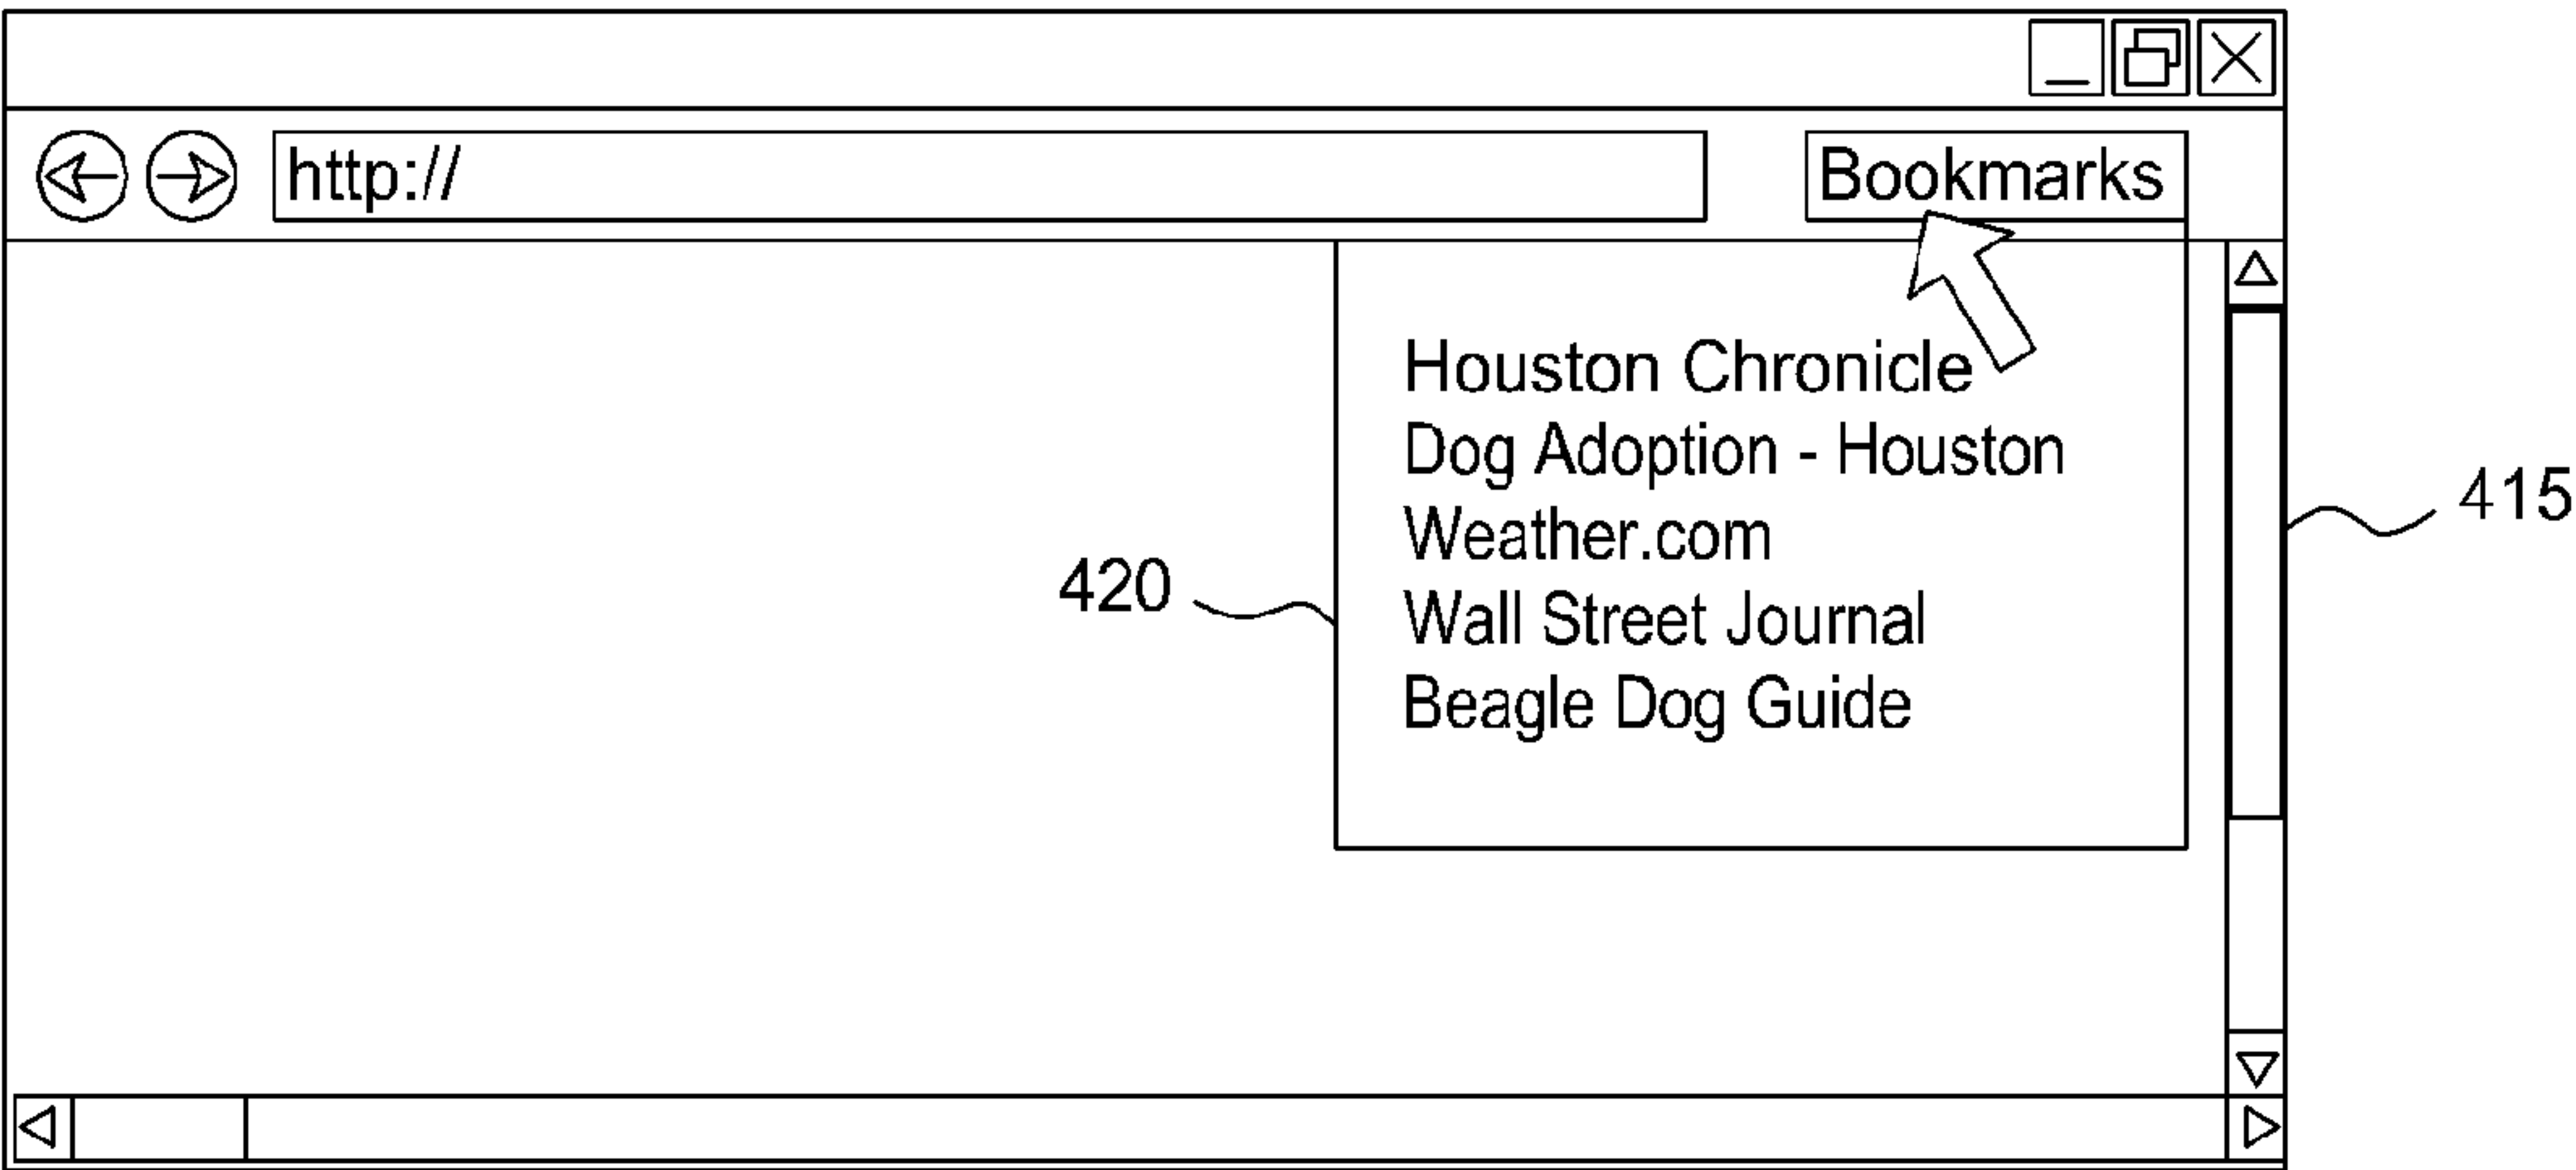 http://
Bookmarks
Houston Chronicle
Dog Adoption - Houston
Weather.com
Wall Street Journal
Beagle Dog Guide
415
420